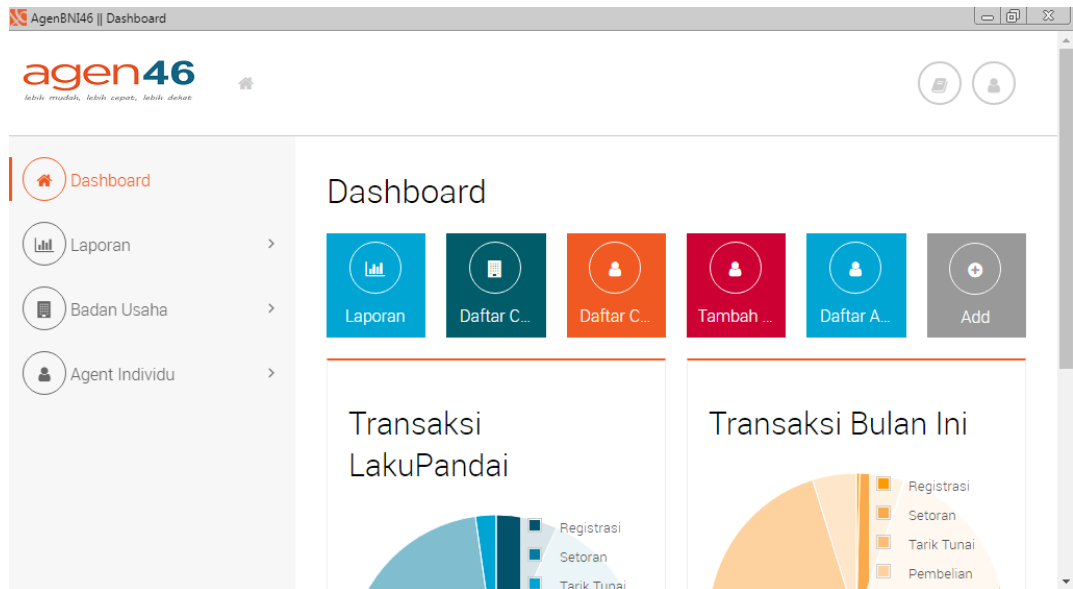 AgenBNI46 || Dashboard
agen46
lebih mudah, lebih cepat, lebih dekat
Dashboard
Laporan
Badan Usaha
Agent Individu
Dashboard
Laporan
Daftar C...
Daftar C...
Tambah ...
Daftar A...
Add
Transaksi
LakuPandai
Registrasi
Setoran
Tarik Tunai
Transaksi Bulan Ini
Registrasi
Setoran
Tarik Tunai
Pembelian